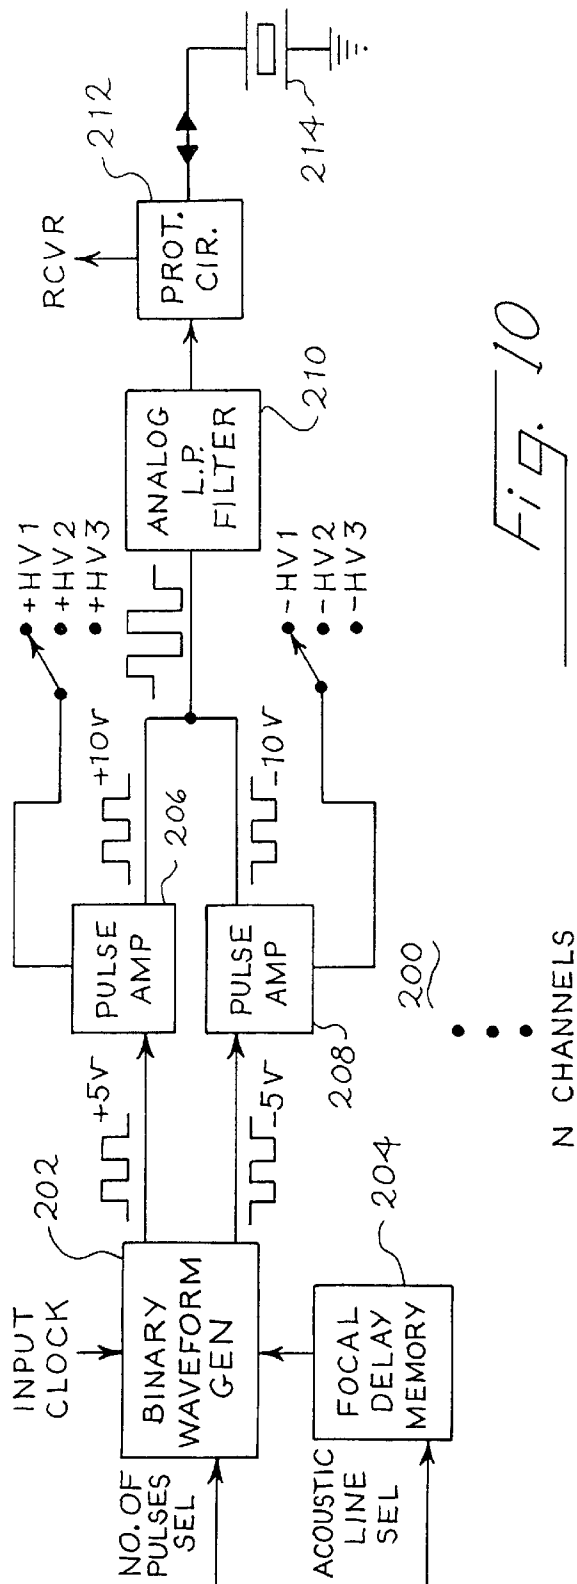 INPUT
CLOCK
NO. OF
PULSES
SEL
202
BINARY
WAVEFORM
GEN
ACOUSTIC
LINE
SEL
FOCAL
DELAY
MEMORY
204
+5V
-5V
PULSE
AMP
206
PULSE
AMP
208
+10V
-10V
+HV1
+HV2
+HV3
-HV1
-HV2
-HV3
ANALOG
L.P.
FILTER
210
RCVR
212
PROT.
CIR.
214
200
N CHANNELS
Fig. 10